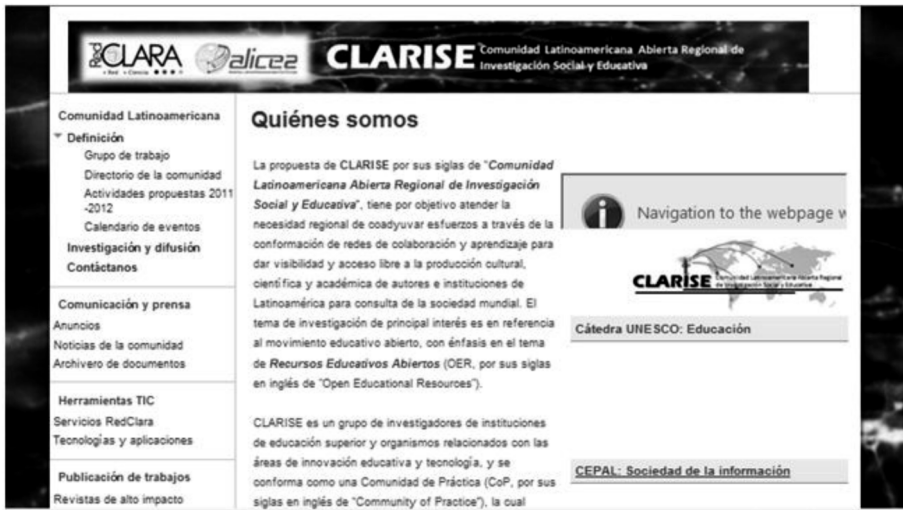 Red CLARA
alice2
CLARISE Comunidad Latinoamericana Abierta Regional de
Investigación Social y Educativa
Comunidad Latinoamericana
Definición
Grupo de trabajo
Directorio de la comunidad
Actividades propuestas 2011
-2012
Calendario de eventos
Investigación y difusión
Contáctanos
Comunicación y prensa
Anuncios
Noticias de la comunidad
Archivero de documentos
Herramientas TIC
Servicios RedClara
Tecnologías y aplicaciones
Publicación de trabajos
Revistas de alto impacto
Quiénes somos
La propuesta de CLARISE por sus siglas de "Comunidad
Latinoamericana Abierta Regional de Investigación
Social y Educativa", tiene por objetivo atender la
necesidad regional de coadyuvar esfuerzos a través de la
conformación de redes de colaboración y aprendizaje para
dar visibilidad y acceso libre a la producción cultural,
científica y académica de autores e instituciones de
Latinoamérica para consulta de la sociedad mundial. El
tema de investigación de principal interés es en referencia
al movimiento educativo abierto, con énfasis en el tema
de Recursos Educativos Abiertos (OER, por sus siglas
en inglés de "Open Educational Resources").
CLARISE es un grupo de investigadores de instituciones
de educación superior y organismos relacionados con las
áreas de innovación educativa y tecnología, y se
conforma como una Comunidad de Práctica (CoP, por sus
siglas en inglés de "Community of Practice"), la cual
Navigation to the webpage w
CLARISE Comunidad Latinoamericana Abierta Regional
de Investigación Social y Educativa
Cátedra UNESCO: Educación
CEPAL: Sociedad de la información